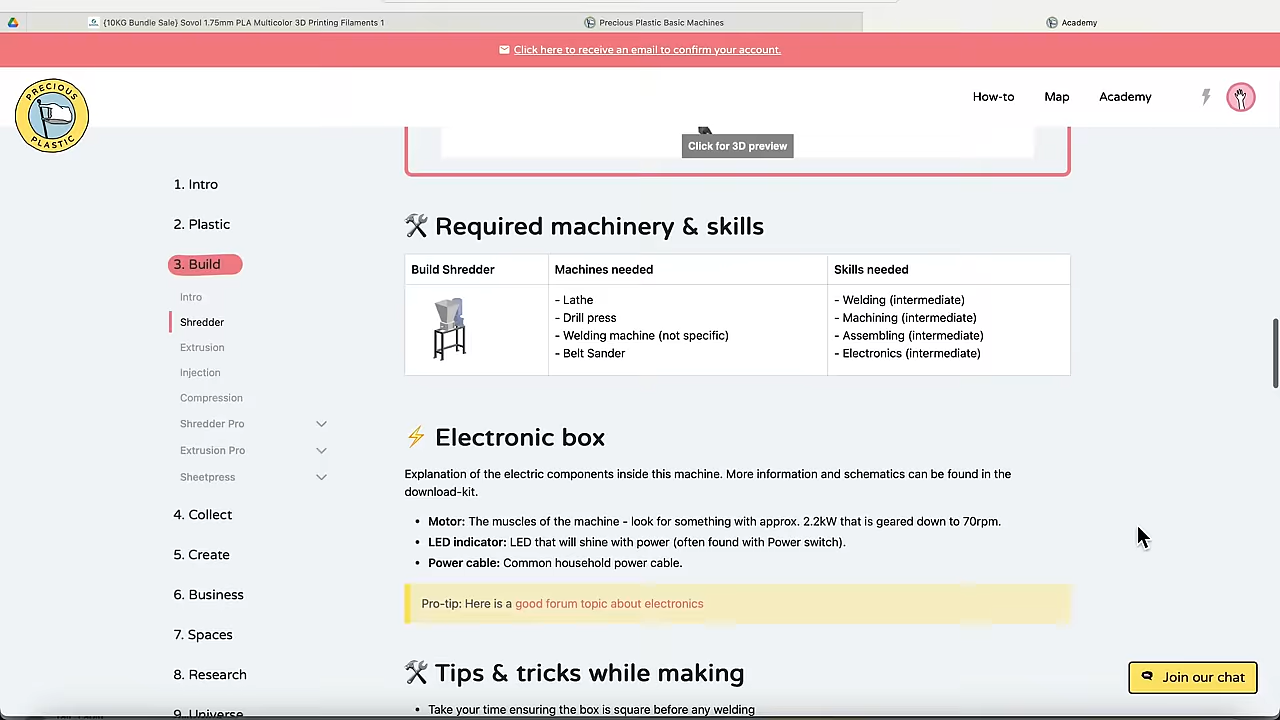 {10KG Bundle Sale} Sovol 1.75mm PLA Multicolor 3D Printing Filaments 1
Precious Plastic Basic Machines
Academy
Click here to receive an email to confirm your account.
PRECIOUS PLASTIC
How-to
Map
Academy
Click for 3D preview
1. Intro
2. Plastic
3. Build
Intro
Shredder
Extrusion
Injection
Compression
Shredder Pro
Extrusion Pro
Sheetpress
4. Collect
5. Create
6. Business
7. Spaces
8. Research
9. Universe
🛠 Required machinery & skills
Build Shredder Machines needed Skills needed
- Lathe
- Drill press
- Welding machine (not specific)
- Belt Sander
- Welding (intermediate)
- Machining (intermediate)
- Assembling (intermediate)
- Electronics (intermediate)
⚡ Electronic box
Explanation of the electric components inside this machine. More information and schematics can be found in the
download-kit.
• Motor: The muscles of the machine - look for something with approx. 2.2kW that is geared down to 70rpm.
• LED indicator: LED that will shine with power (often found with Power switch).
• Power cable: Common household power cable.
Pro-tip: Here is a good forum topic about electronics
🛠 Tips & tricks while making
• Take your time ensuring the box is square before any welding
Join our chat